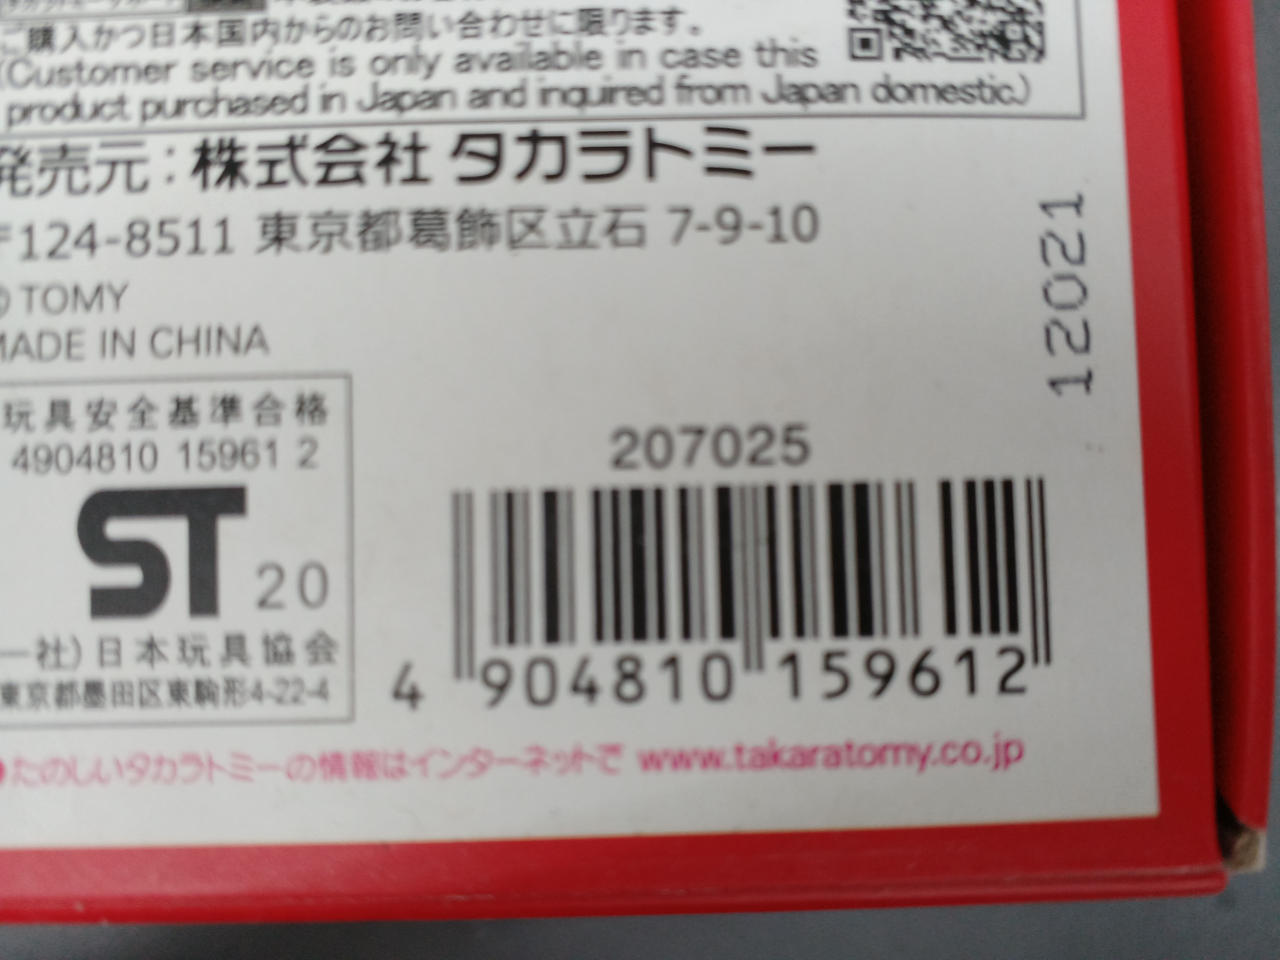 ご購入かつ日本国内からのお問い合わせに限ります。
(Customer service is only available in case this
product purchased in Japan and inquired from Japan domestic.)
発売元：株式会社 タカラトミー
〒124-8511 東京都葛飾区立石 7-9-10
© TOMY
MADE IN CHINA
12021
玩具安全基準合格
4904810 15961 2
ST 20
一社) 日本玩具協会
東京都墨田区東駒形4-22-4
207025
4 904810 159612
●たのしいタカラトミーの情報はインターネットで www.takaratomy.co.jp